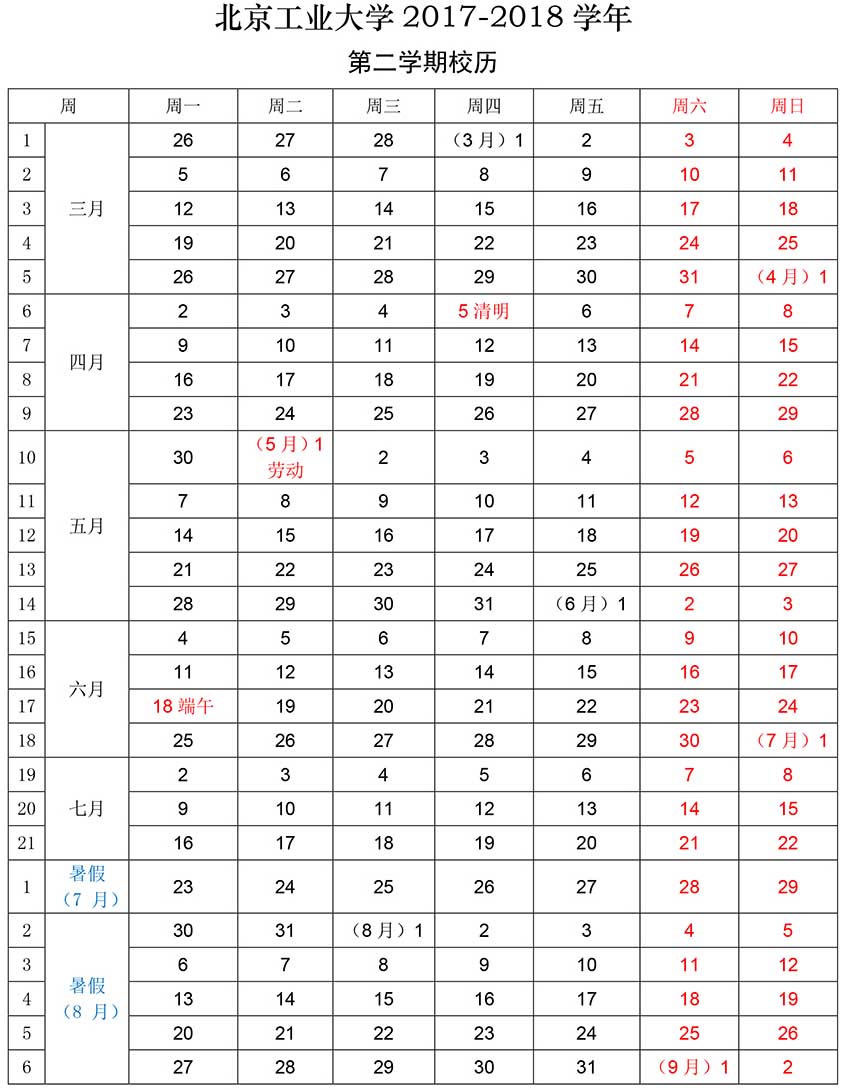 北京工业大学 2017-2018 学年
第二学期校历
周 周一 周二 周三 周四 周五 周六 周日
1 26 27 28 （3 月）1 2 3 4
2 5 6 7 8 9 10 11
3 三月 12 13 14 15 16 17 18
4 19 20 21 22 23 24 25
5 26 27 28 29 30 31 （4 月）1
6 2 3 4 5 清明 6 7 8
7 9 10 11 12 13 14 15
四月
8 16 17 18 19 20 21 22
9 23 24 25 26 27 28 29
10 30 （5 月）1 2 3 4 5 6
劳动
11 7 8 9 10 11 12 13
五月
12 14 15 16 17 18 19 20
13 21 22 23 24 25 26 27
14 28 29 30 31 （6 月）1 2 3
15 4 5 6 7 8 9 10
16 11 12 13 14 15 16 17
六月
17 18 端午 19 20 21 22 23 24
18 25 26 27 28 29 30 （7 月）1
19 2 3 4 5 6 7 8
20 七月 9 10 11 12 13 14 15
21 16 17 18 19 20 21 22
暑假
1 23 24 25 26 27 28 29
（7 月）
2 30 31 （8 月）1 2 3 4 5
3 6 7 8 9 10 11 12
暑假
4 13 14 15 16 17 18 19
（8 月）
5 20 21 22 23 24 25 26
6 27 28 29 30 31 （9 月）1 2